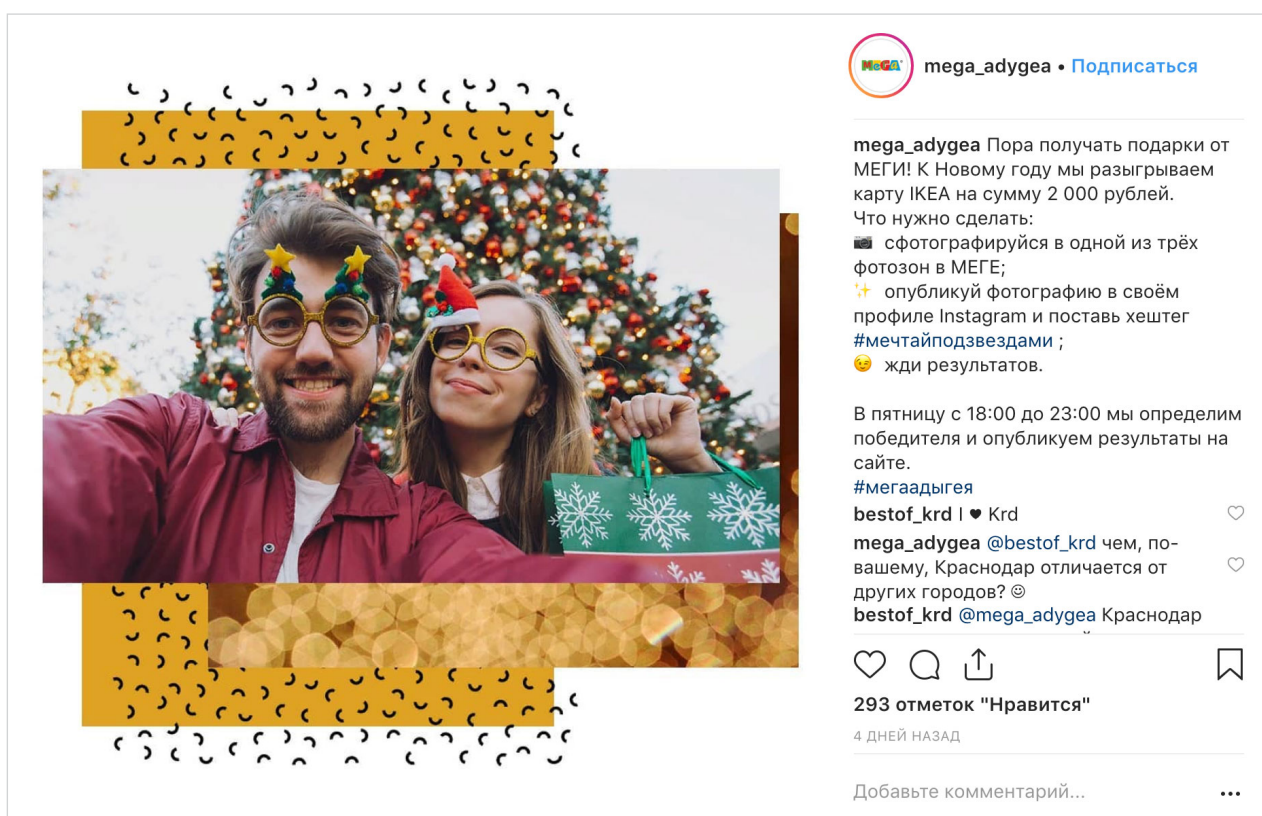 MEGA
mega_adygea • Подписаться
mega_adygea Пора получать подарки от
МЕГИ! К Новому году мы разыгрываем
карту IKEA на сумму 2 000 рублей.
Что нужно сделать:
📷 сфотографируйся в одной из трёх
фотозон в МЕГЕ;
✨ опубликуй фотографию в своём
профиле Instagram и поставь хештег
#мечтайподзвездами ;
😉 жди результатов.
В пятницу с 18:00 до 23:00 мы определим
победителя и опубликуем результаты на
сайте.
#мегаадыгея
bestof_krd I ♥ Krd
mega_adygea @bestof_krd чем, по-
вашему, Краснодар отличается от
других городов? ☺
bestof_krd @mega_adygea Краснодар
293 отметок "Нравится"
4 ДНЕЙ НАЗАД
Добавьте комментарий...